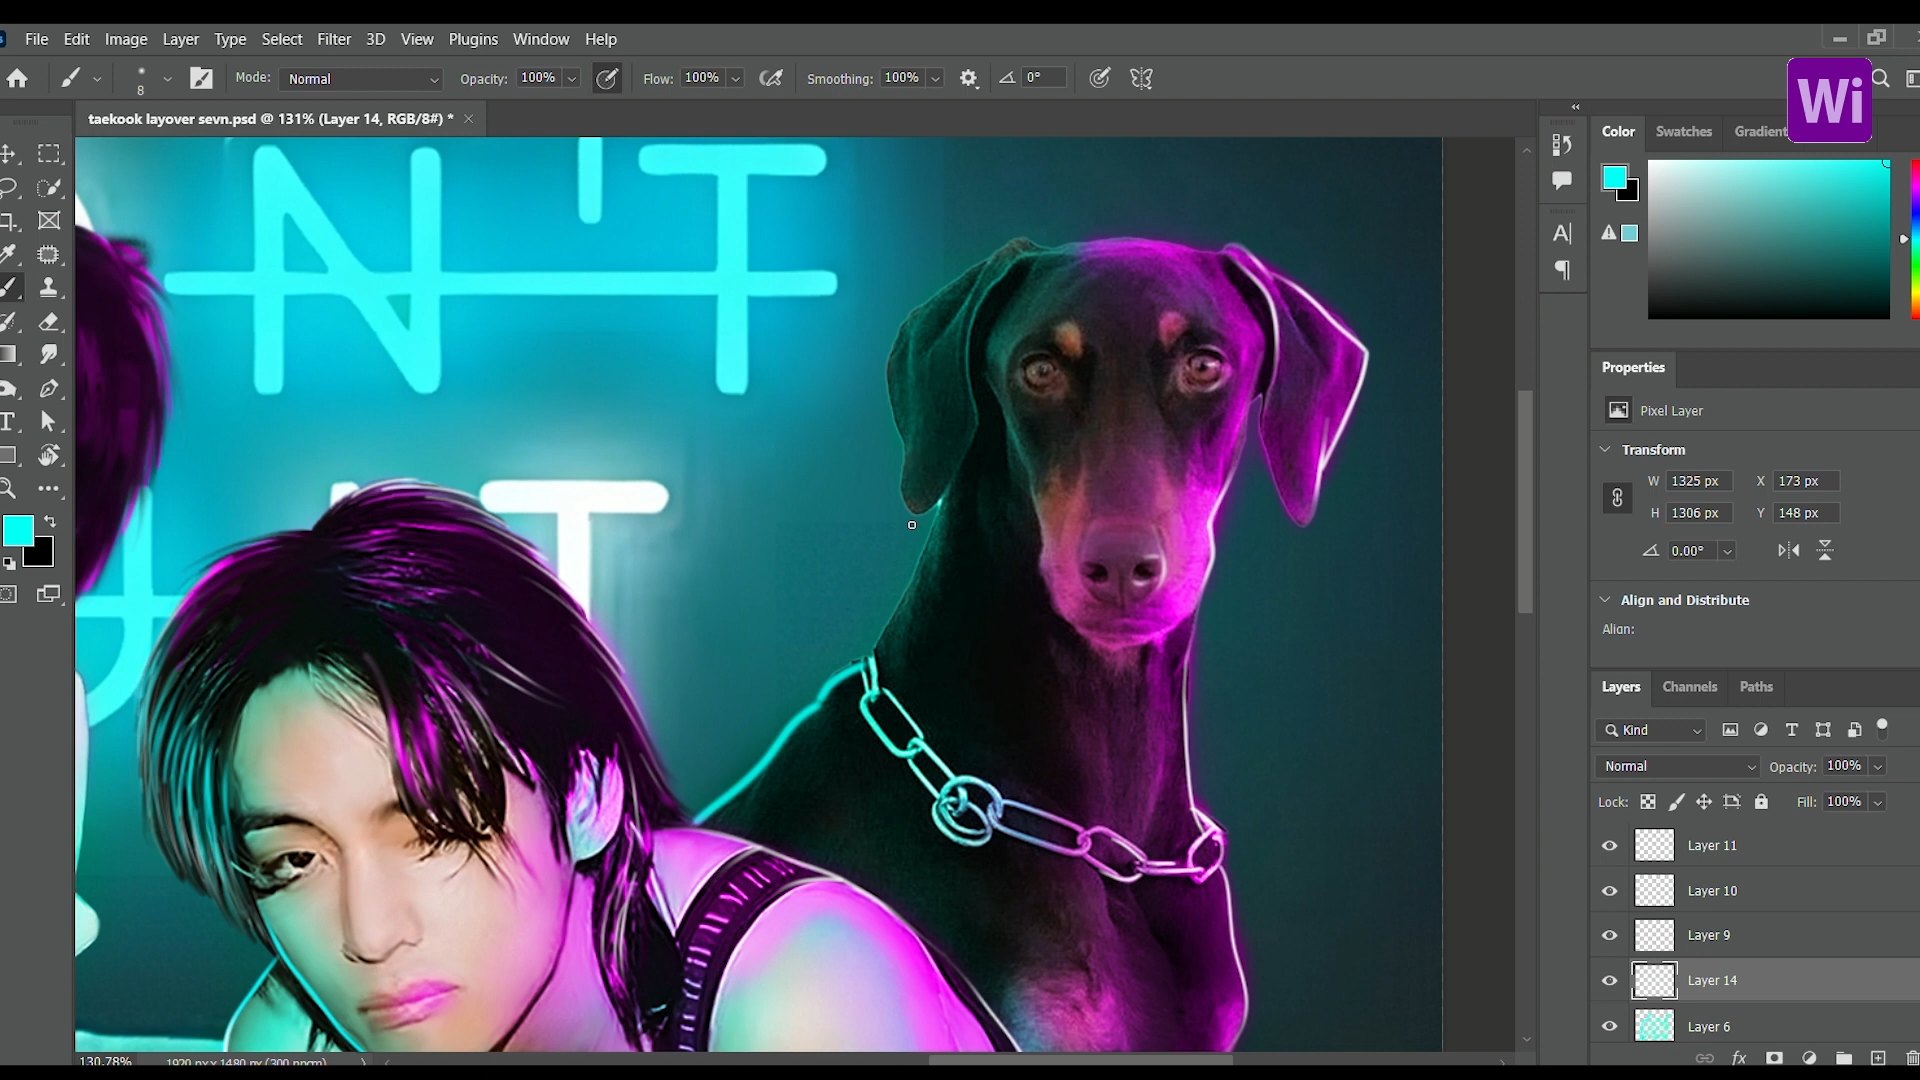 File Edit Image Layer Type Select Filter 3D View Plugins Window Help
8 Mode: Normal Opacity: 100% Flow: 100% Smoothing: 100% 0°
Wi
taekook layover sevn.psd @ 131% (Layer 14, RGB/8#) *
Color Swatches Gradient
N'T
'T
Properties
Pixel Layer
Transform
W 1325 px X 173 px
H 1306 px Y 148 px
0.00°
Align and Distribute
Align:
Layers Channels Paths
Kind
Normal Opacity: 100%
Lock: Fill: 100%
Layer 11
Layer 10
Layer 9
Layer 14
Layer 6
fx
130.78% 1920 px x 1480 px (300 ppcm)